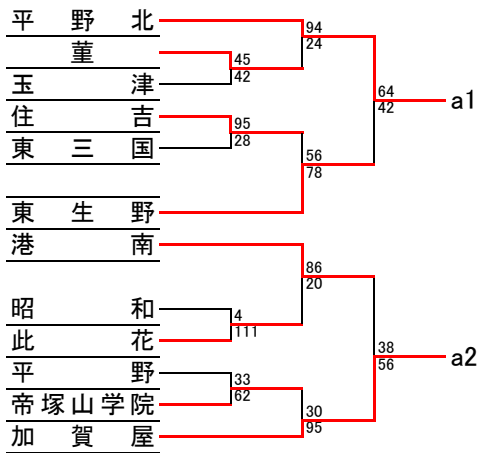 平野北
94
24
菫
45
42
玉津
64
42
a1
住吉
95
28
東三国
56
78
東生野
港南
86
20
昭和
4
111
此花
38
56
a2
平野
33
62
帝塚山学院
30
95
加賀屋